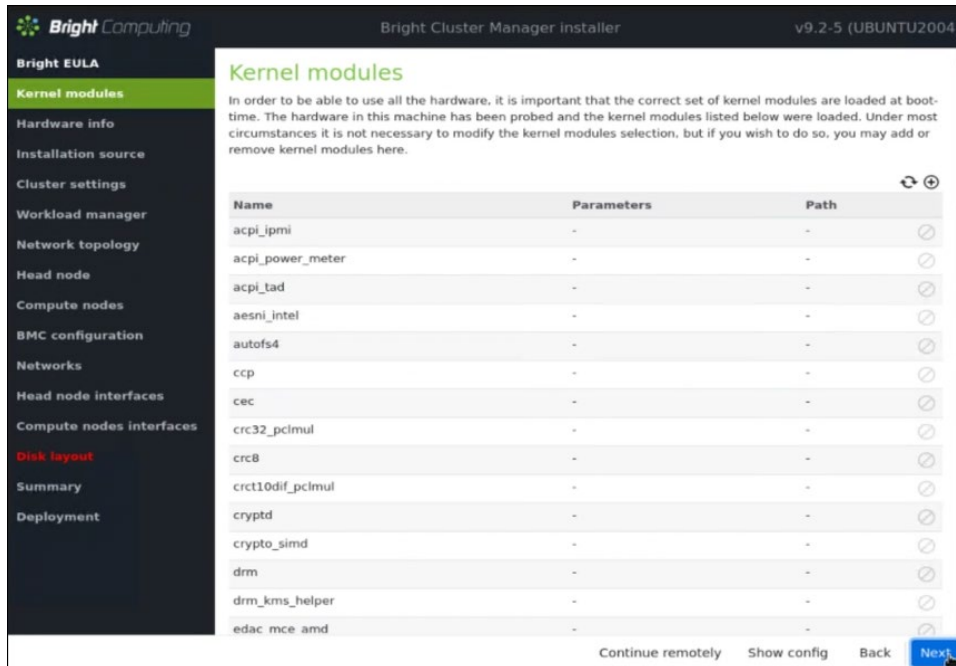 Bright Computing
Bright Cluster Manager installer
v9.2-5 (UBUNTU2004
Bright EULA
Kernel modules
Hardware info
Installation source
Cluster settings
Workload manager
Network topology
Head node
Compute nodes
BMC configuration
Networks
Head node interfaces
Compute nodes interfaces
Disk layout
Summary
Deployment
Kernel modules
In order to be able to use all the hardware, it is important that the correct set of kernel modules are loaded at boot-
time. The hardware in this machine has been probed and the kernel modules listed below were loaded. Under most
circumstances it is not necessary to modify the kernel modules selection, but if you wish to do so, you may add or
remove kernel modules here.
Name Parameters Path
acpi_ipmi - -
acpi_power_meter - -
acpi_tad - -
aesni_intel - -
autofs4 - -
ccp - -
cec - -
crc32_pclmul - -
crc8 - -
crct10dif_pclmul - -
cryptd - -
crypto_simd - -
drm - -
drm_kms_helper - -
edac_mce_amd - -
Continue remotely Show config Back Next